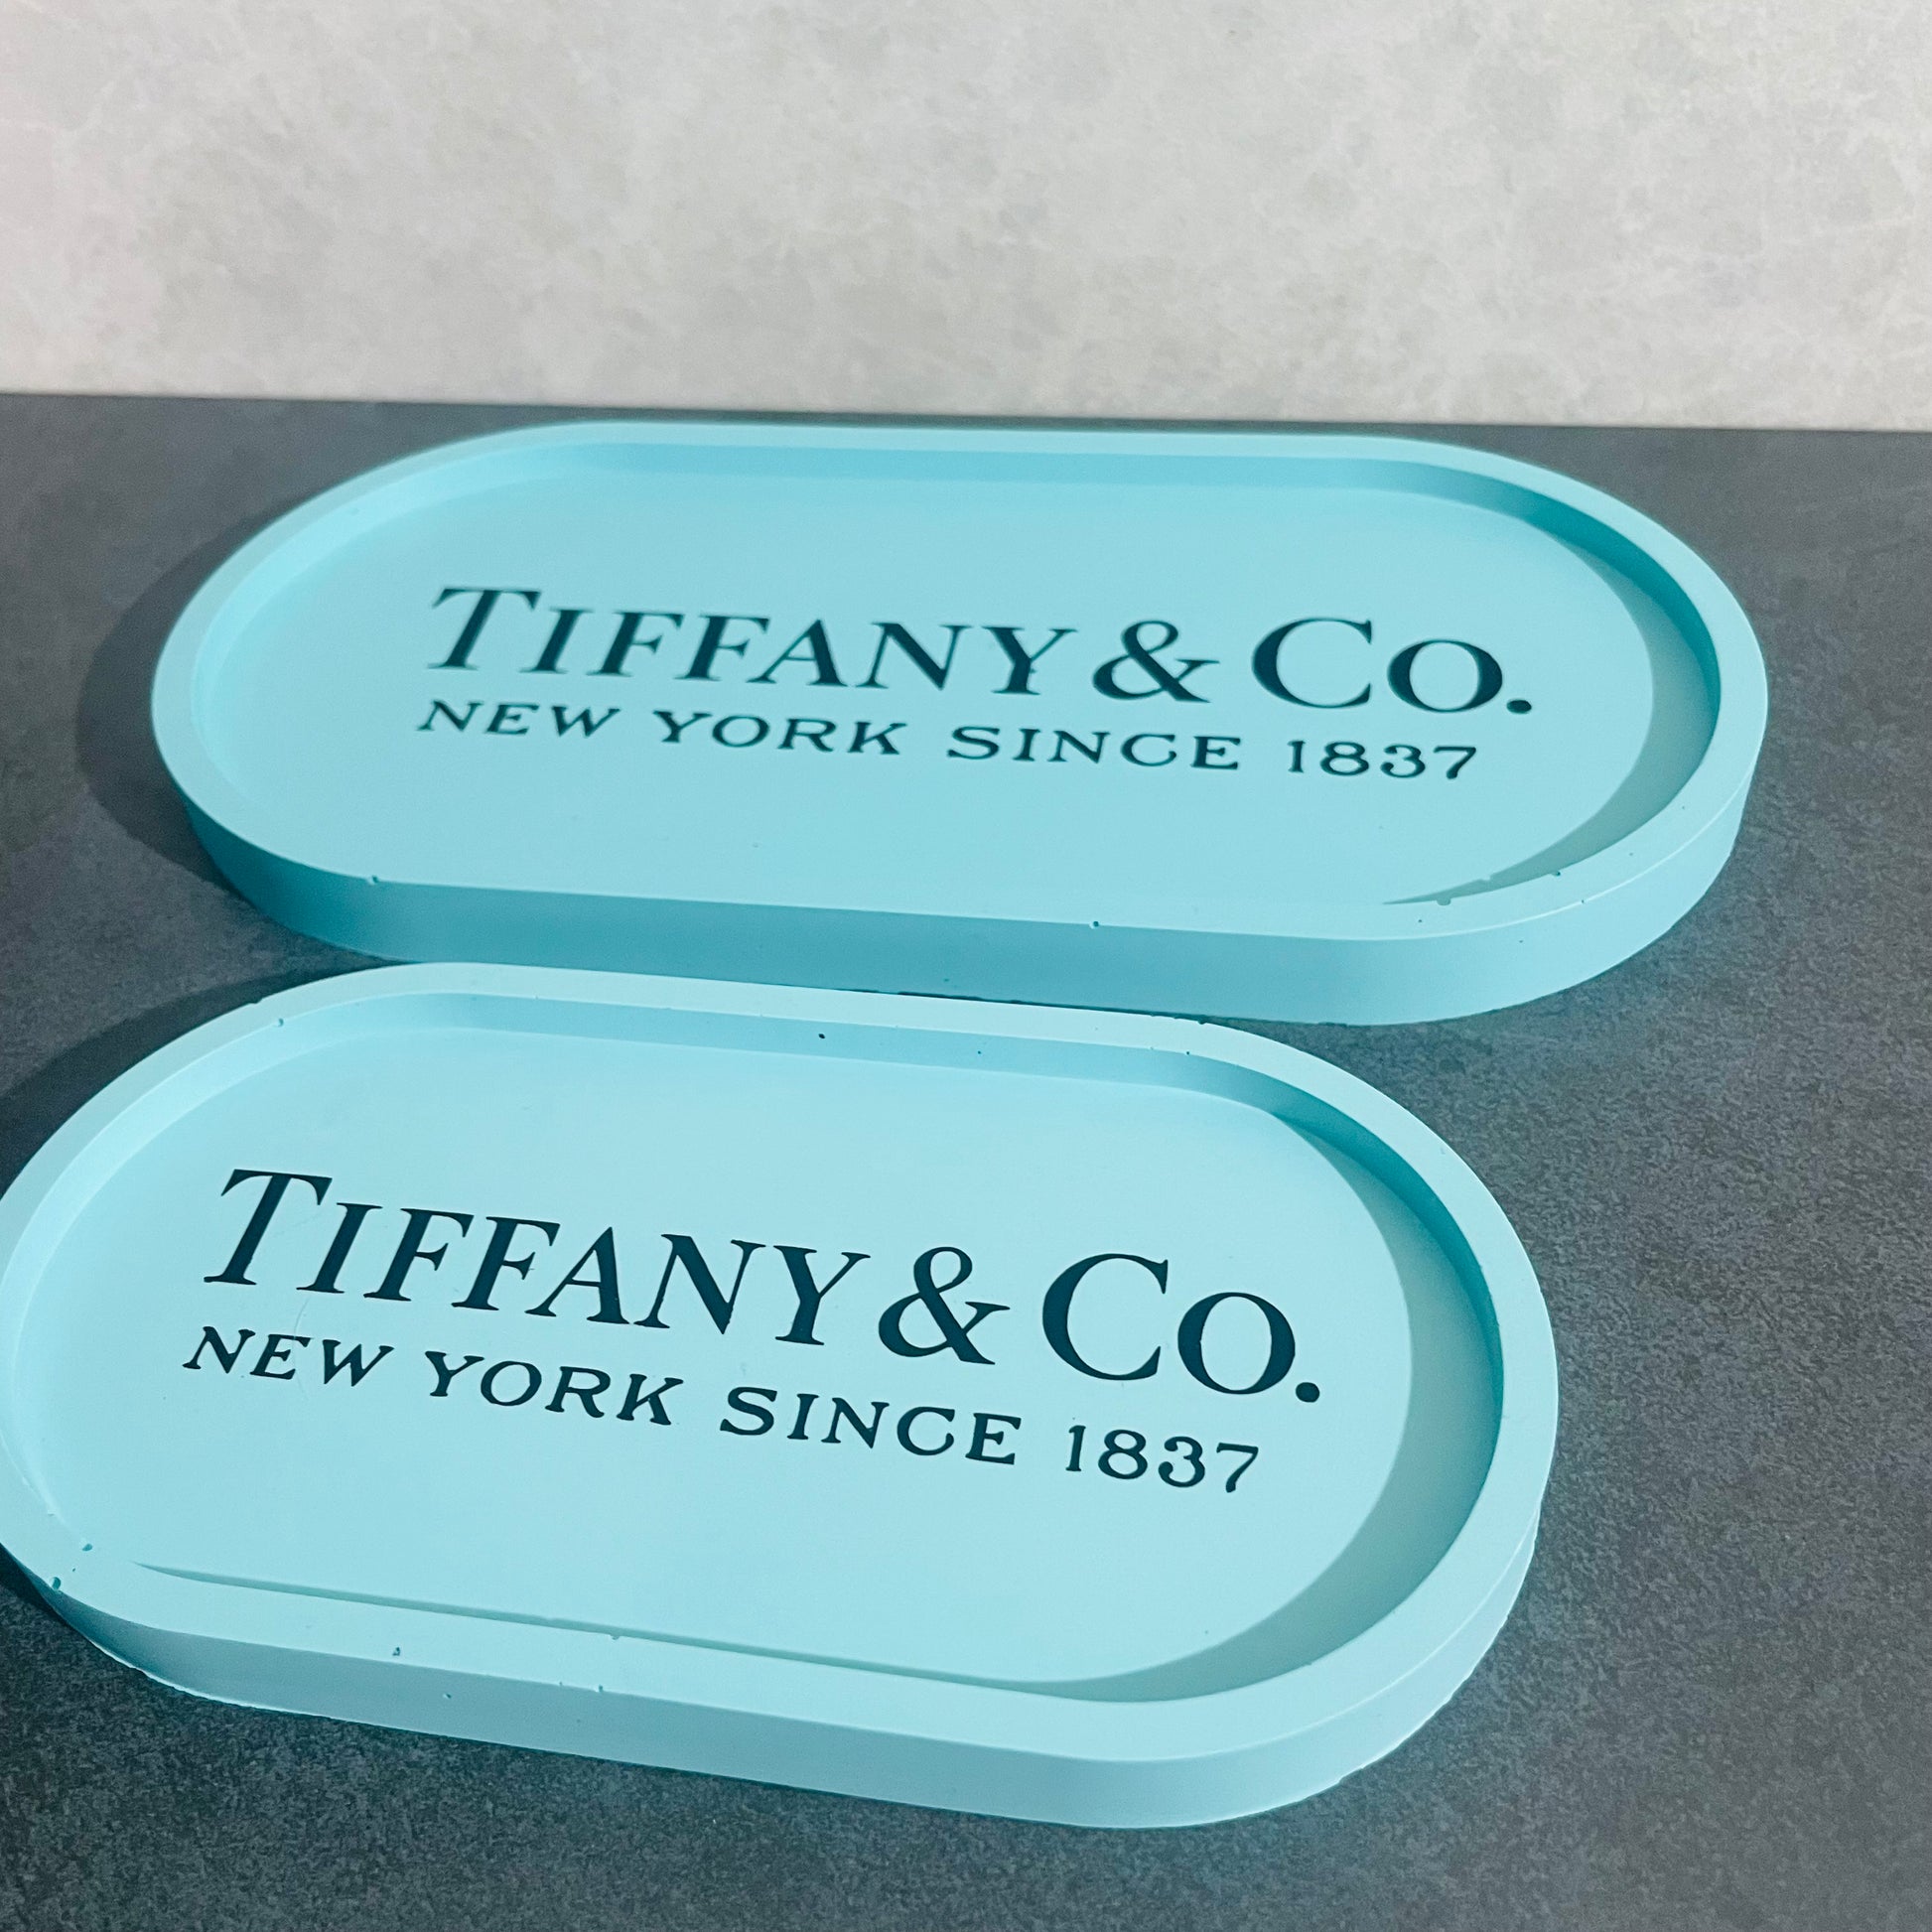 TIFFANY & CO.
NEW YORK SINCE 1837
TIFFANY & CO.
NEW YORK SINCE 1837